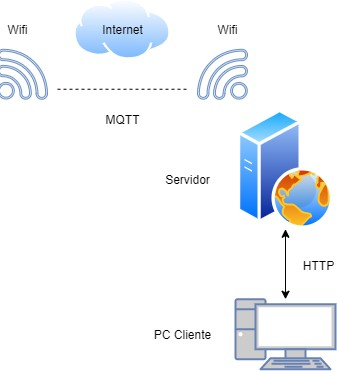 Wifi
Internet
Wifi
MQTT
Servidor
HTTP
PC Cliente